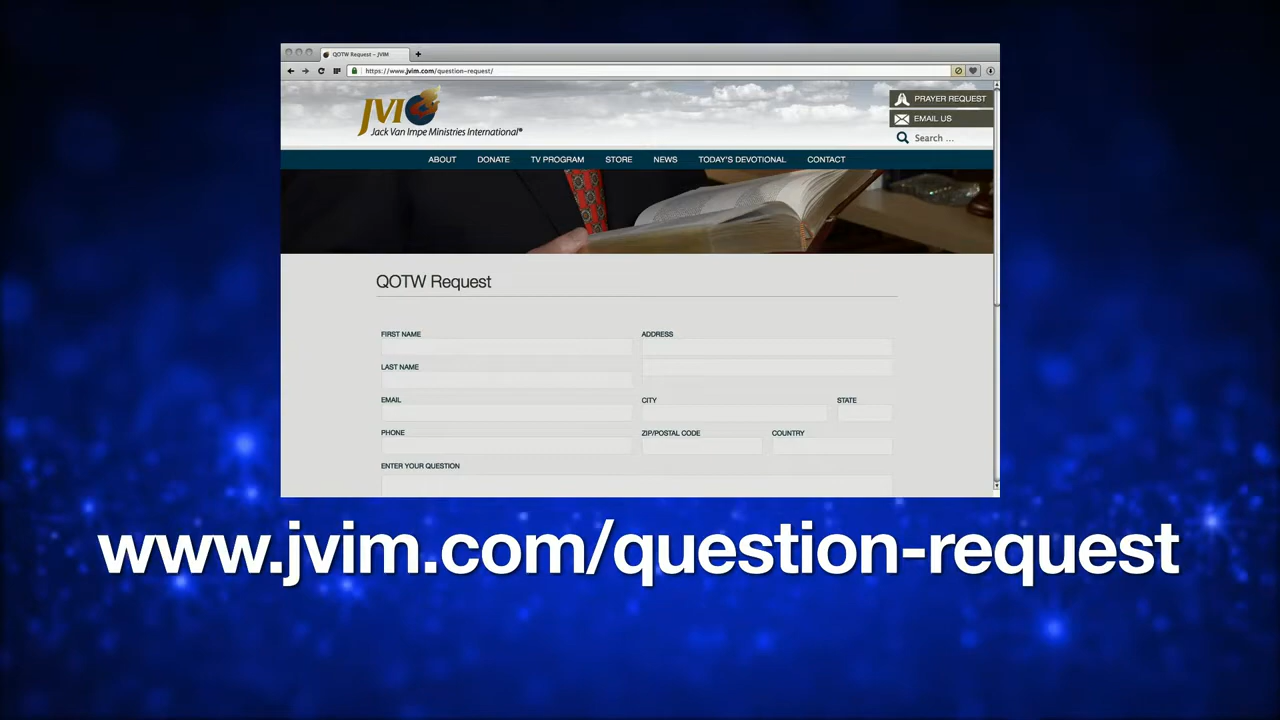 QOTW Request – JVIM
https://www.jvim.com/question-request/
JVI
Jack Van Impe Ministries International®
PRAYER REQUEST
EMAIL US
Search ...
ABOUT DONATE TV PROGRAM STORE NEWS TODAY'S DEVOTIONAL CONTACT
QOTW Request
FIRST NAME
ADDRESS
LAST NAME
EMAIL
CITY
STATE
PHONE
ZIP/POSTAL CODE
COUNTRY
ENTER YOUR QUESTION
www.jvim.com/question-request